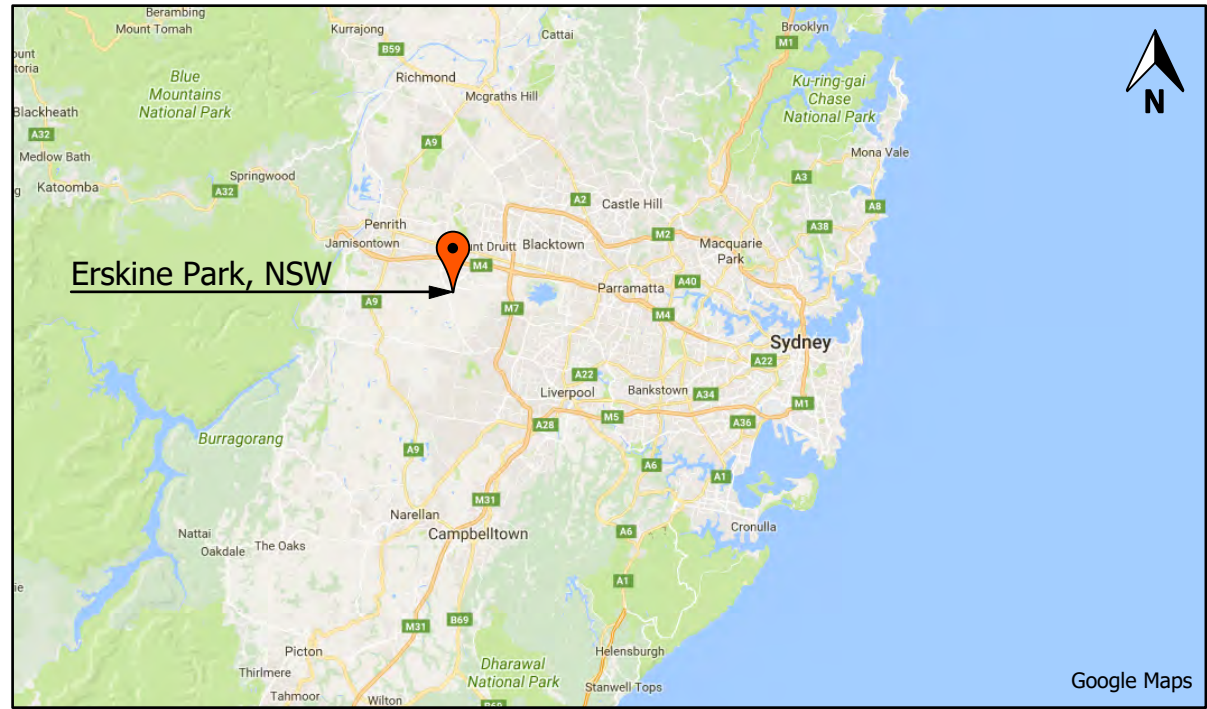 Berambing
Mount Tomah
Kurrajong
Cattai
Brooklyn
M1
B59
Blue
Mountains
National Park
Richmond
Mcgraths Hill
Ku-ring-gai
Chase
National Park
N
Blackheath
A32
A9
Medlow Bath
Mona Vale
Katoomba
A32
Springwood
A3
A2
Castle Hill
A8
Penrith
A38
Jamisontown
Blacktown
M2
Macquarie
Park
M4
Erskine Park, NSW
A9
M7
Parramatta
A40
M4
Sydney
A22
A22
Liverpool
Bankstown
A34
M1
A28
M5
A36
Burragorang
A9
A6
A1
M31
Narellan
Campbelltown
Cronulla
Nattai
Oakdale
The Oaks
A6
A1
M31
B69
Picton
Helensburgh
Thirlmere
Dharawal
National Park
Stanwell Tops
Tahmoor
Wilton
Google Maps